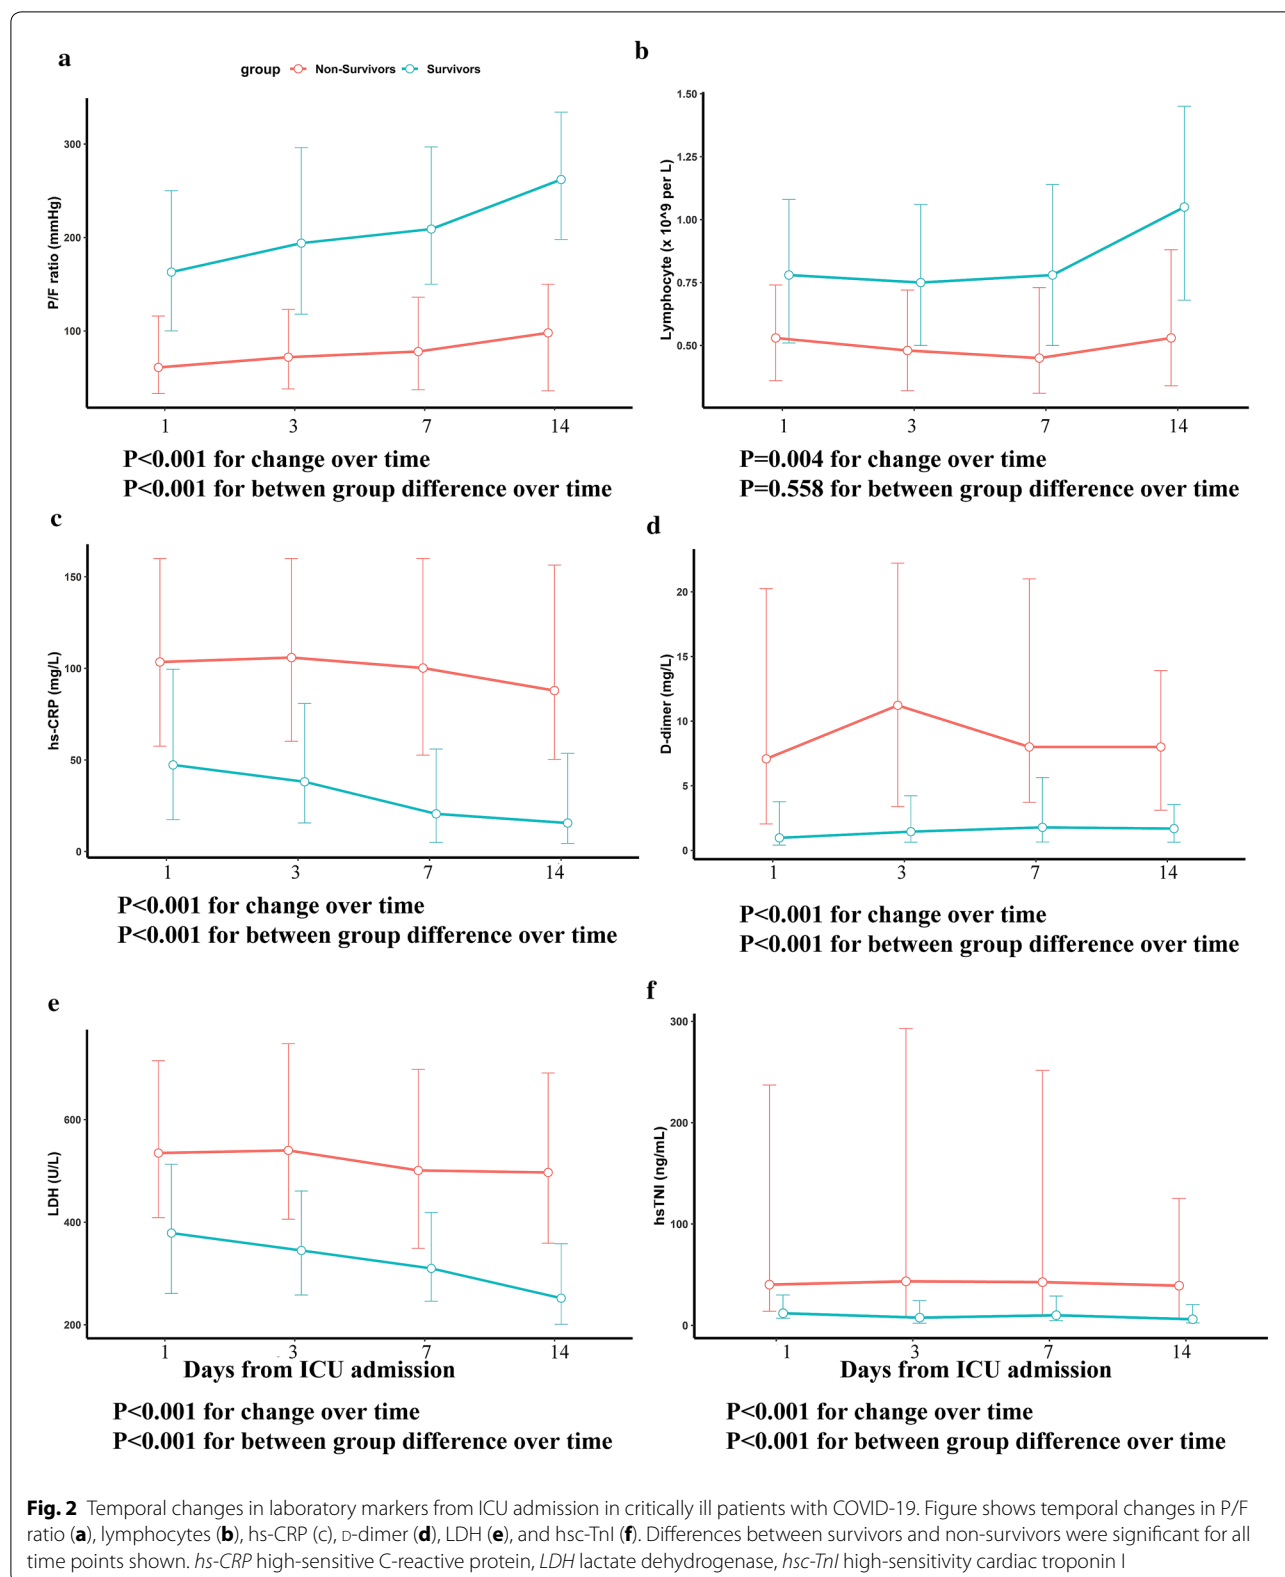 a
group Non-Survivors Survivors
P/F ratio (mmHg)
300
200
100
1 3 7 14
P<0.001 for change over time
P<0.001 for betwen group difference over time
b
Lymphocyte (x 10^9 per L)
1.50
1.25
1.00
0.75
0.50
1 3 7 14
P=0.004 for change over time
P=0.558 for between group difference over time
c
hs-CRP (mg/L)
150
100
50
0
1 3 7 14
P<0.001 for change over time
P<0.001 for between group difference over time
d
D-dimer (mg/L)
20
15
10
5
0
1 3 7 14
P<0.001 for change over time
P<0.001 for between group difference over time
e
LDH (U/L)
600
400
200
1 3 7 14
Days from ICU admission
P<0.001 for change over time
P<0.001 for between group difference over time
f
hsTNI (ng/mL)
300
200
100
0
1 3 7 14
Days from ICU admission
P<0.001 for change over time
P<0.001 for between group difference over time
Fig. 2 Temporal changes in laboratory markers from ICU admission in critically ill patients with COVID-19. Figure shows temporal changes in P/F
ratio (a), lymphocytes (b), hs-CRP (c), D-dimer (d), LDH (e), and hsc-TnI (f). Differences between survivors and non-survivors were significant for all
time points shown. hs-CRP high-sensitive C-reactive protein, LDH lactate dehydrogenase, hsc-TnI high-sensitivity cardiac troponin I